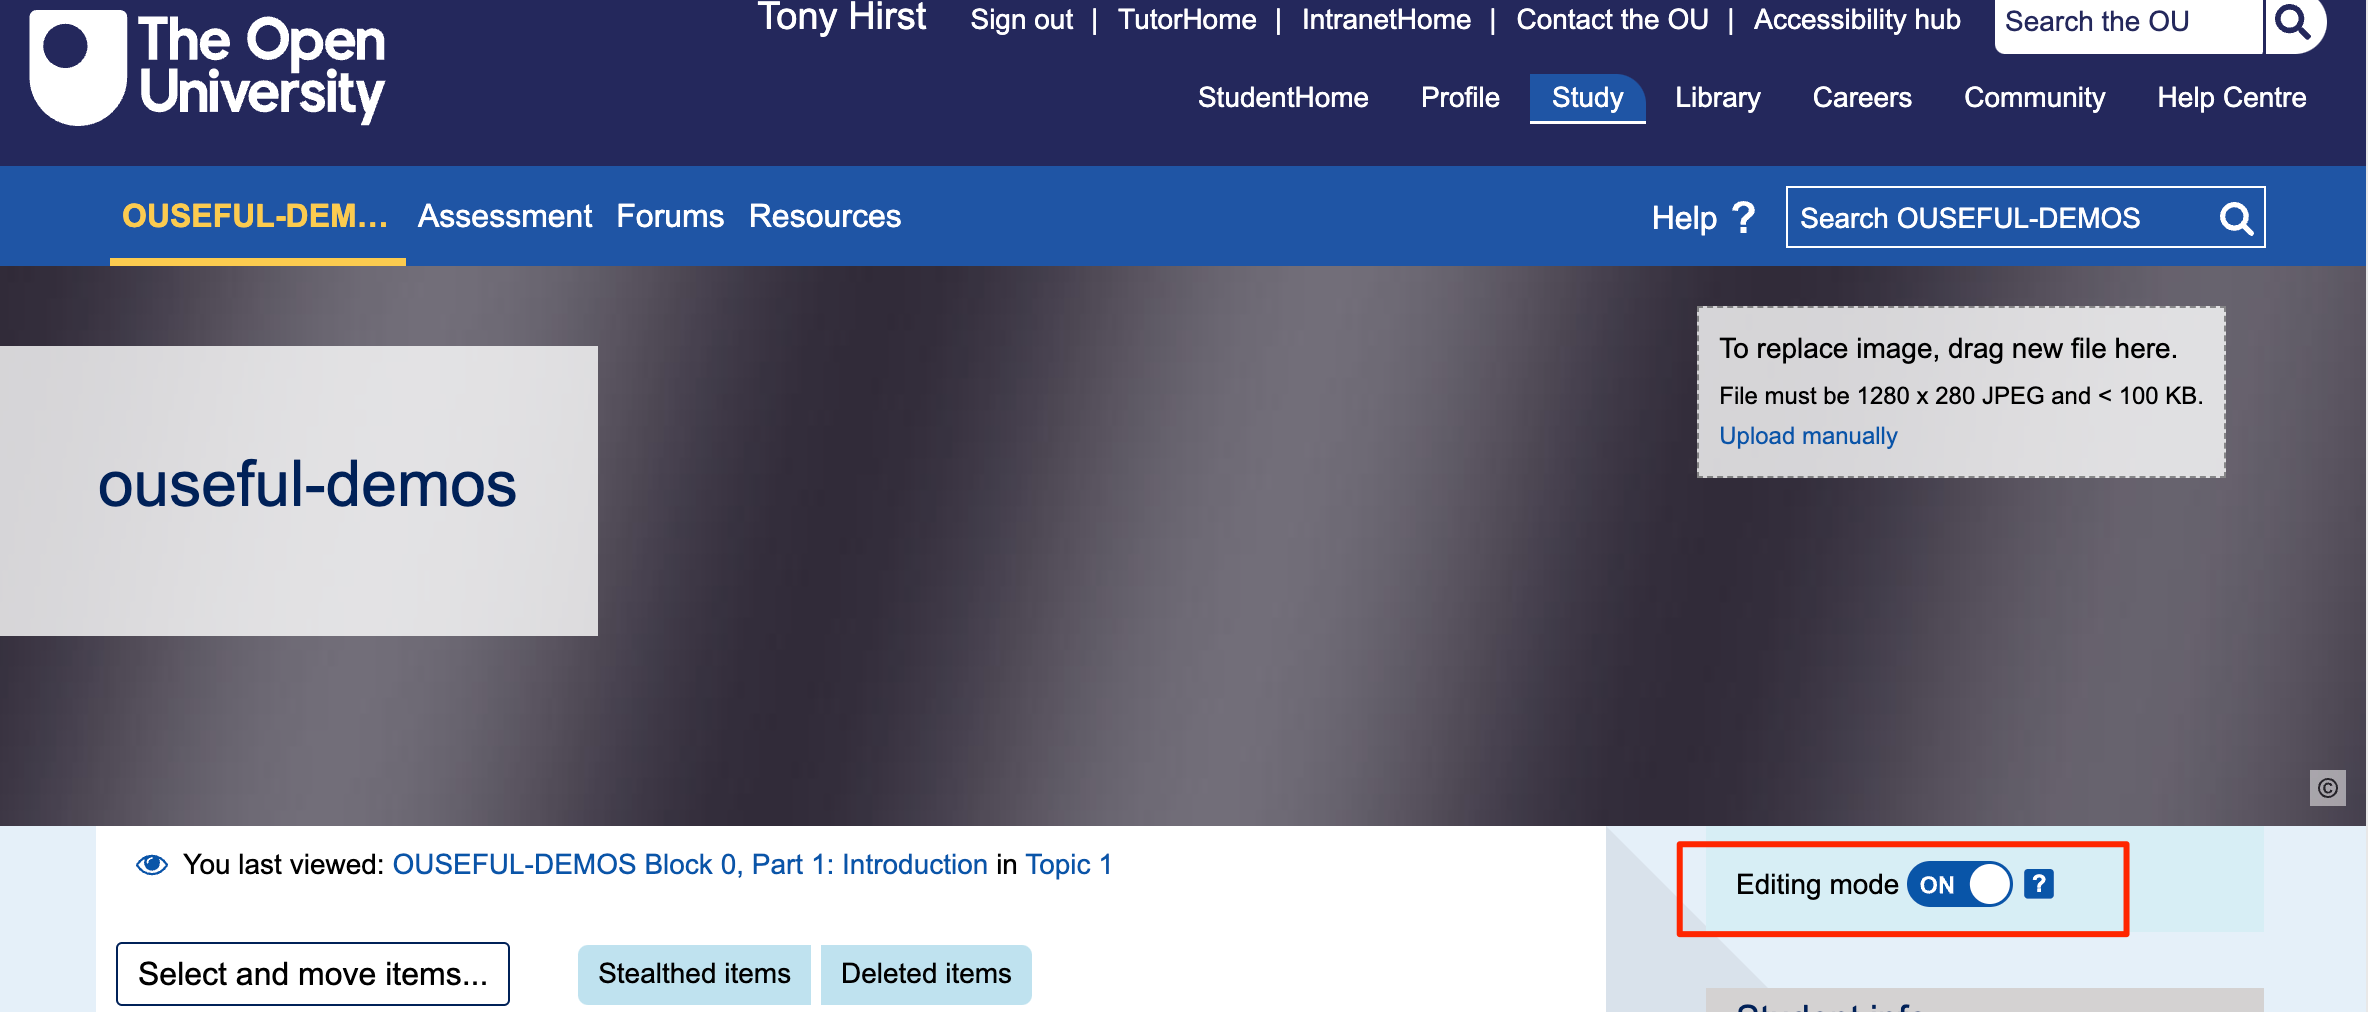 The Open
University
Tony Hirst Sign out | TutorHome | IntranetHome | Contact the OU | Accessibility hub Search the OU
StudentHome Profile Study Library Careers Community Help Centre
OUSEFUL-DEM... Assessment Forums Resources Help ? Search OUSEFUL-DEMOS
To replace image, drag new file here.
File must be 1280 x 280 JPEG and < 100 KB.
Upload manually
ouseful-demos
©
You last viewed: OUSEFUL-DEMOS Block 0, Part 1: Introduction in Topic 1
Editing mode ON ?
Select and move items... Stealthed items Deleted items
Student info